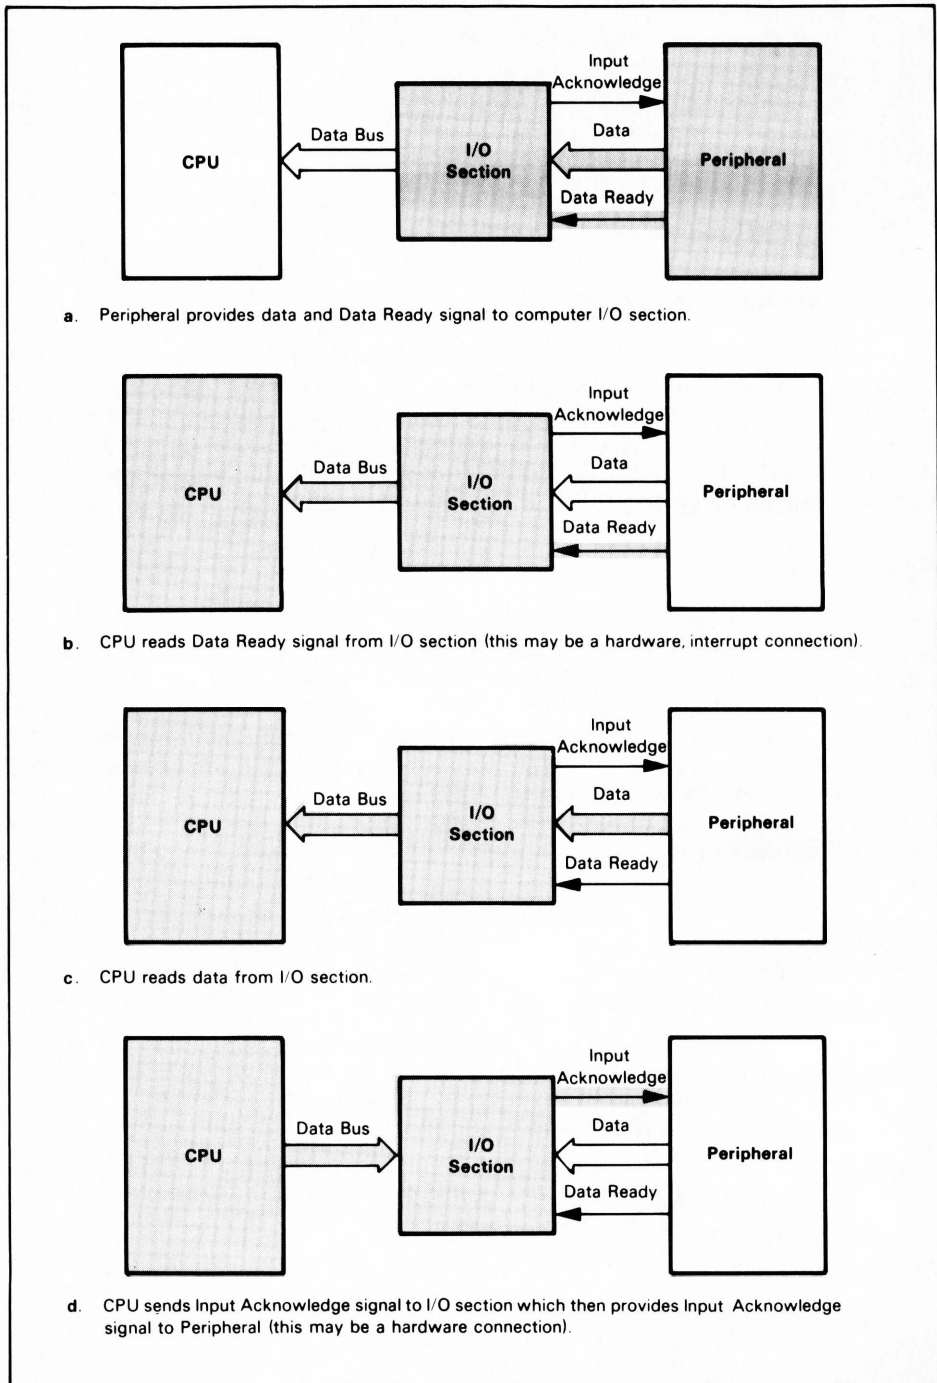 Input
Acknowledge
Data Bus
Data
CPU
I/O
Section
Peripheral
Data Ready
a. Peripheral provides data and Data Ready signal to computer I/O section.
Input
Acknowledge
Data Bus
Data
CPU
I/O
Section
Peripheral
Data Ready
b. CPU reads Data Ready signal from I/O section (this may be a hardware, interrupt connection).
Input
Acknowledge
Data Bus
Data
CPU
I/O
Section
Peripheral
Data Ready
c. CPU reads data from I/O section.
Input
Acknowledge
Data Bus
Data
CPU
I/O
Section
Peripheral
Data Ready
d. CPU sends Input Acknowledge signal to I/O section which then provides Input Acknowledge
signal to Peripheral (this may be a hardware connection).